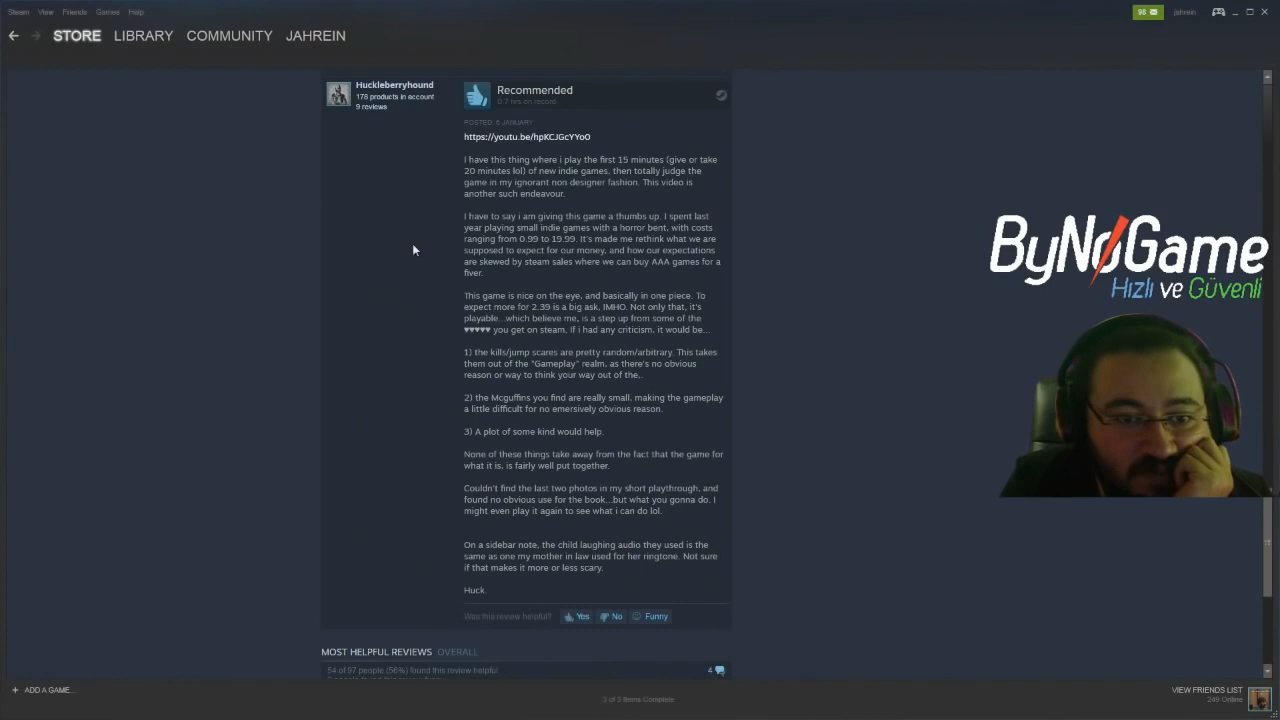 Steam View Friends Games Help
98 jahrein
STORE LIBRARY COMMUNITY JAHREIN
Huckleberryhound
178 products in account
9 reviews
Recommended
0.7 hrs on record
POSTED: 6 JANUARY
https://youtu.be/hpKCJGcYYo0
I have this thing where i play the first 15 minutes (give or take
20 minutes lol) of new indie games, then totally judge the
game in my ignorant non designer fashion. This video is
another such endeavour.
I have to say i am giving this game a thumbs up. I spent last
year playing small indie games with a horror bent, with costs
ranging from 0.99 to 19.99. It's made me rethink what we are
supposed to expect for our money, and how our expectations
are skewed by steam sales where we can buy AAA games for a
fiver.
This game is nice on the eye, and basically in one piece. To
expect more for 2.39 is a big ask, IMHO. Not only that, it's
playable...which believe me, is a step up from some of the
♥♥♥♥♥ you get on steam. If i had any criticism, it would be...
1) the kills/jump scares are pretty random/arbitrary. This takes
them out of the "Gameplay" realm, as there's no obvious
reason or way to think your way out of the..
2) the Mcguffins you find are really small, making the gameplay
a little difficult for no emersively obvious reason.
3) A plot of some kind would help.
None of these things take away from the fact that the game for
what it is, is fairly well put together.
Couldn't find the last two photos in my short playthrough, and
found no obvious use for the book...but what you gonna do. I
might even play it again to see what i can do lol.
On a sidebar note, the child laughing audio they used is the
same as one my mother in law used for her ringtone. Not sure
if that makes it more or less scary.
Huck.
Was this review helpful? Yes No Funny
MOST HELPFUL REVIEWS OVERALL
54 of 97 people (56%) found this review helpful
4
+ ADD A GAME...
3 of 3 Items Complete
VIEW FRIENDS LIST
249 Online
ByNoGame
Hızlı ve Güvenli